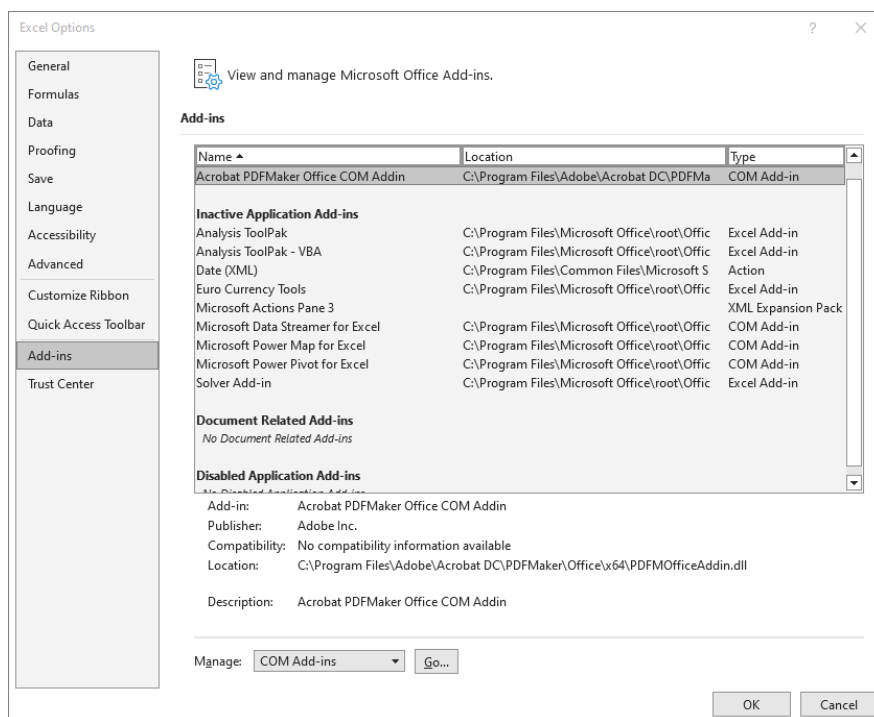 Excel Options
?
General
Formulas
Data
Proofing
Save
Language
Accessibility
Advanced
Customize Ribbon
Quick Access Toolbar
Add-ins
Trust Center
View and manage Microsoft Office Add-ins.
Add-ins
Name Location Type
Acrobat PDFMaker Office COM Addin C:\Program Files\Adobe\Acrobat DC\PDFMa COM Add-in
Inactive Application Add-ins
Analysis ToolPak C:\Program Files\Microsoft Office\root\Offic Excel Add-in
Analysis ToolPak - VBA C:\Program Files\Microsoft Office\root\Offic Excel Add-in
Date (XML) C:\Program Files\Common Files\Microsoft S Action
Euro Currency Tools C:\Program Files\Microsoft Office\root\Offic Excel Add-in
Microsoft Actions Pane 3 XML Expansion Pack
Microsoft Data Streamer for Excel C:\Program Files\Microsoft Office\root\Offic COM Add-in
Microsoft Power Map for Excel C:\Program Files\Microsoft Office\root\Offic COM Add-in
Microsoft Power Pivot for Excel C:\Program Files\Microsoft Office\root\Offic COM Add-in
Solver Add-in C:\Program Files\Microsoft Office\root\Offic Excel Add-in
Document Related Add-ins
No Document Related Add-ins
Disabled Application Add-ins
No Disabled Application Add-ins
Add-in: Acrobat PDFMaker Office COM Addin
Publisher: Adobe Inc.
Compatibility: No compatibility information available
Location: C:\Program Files\Adobe\Acrobat DC\PDFMaker\Office\x64\PDFMOfficeAddin.dll
Description: Acrobat PDFMaker Office COM Addin
Manage: COM Add-ins Go...
OK Cancel